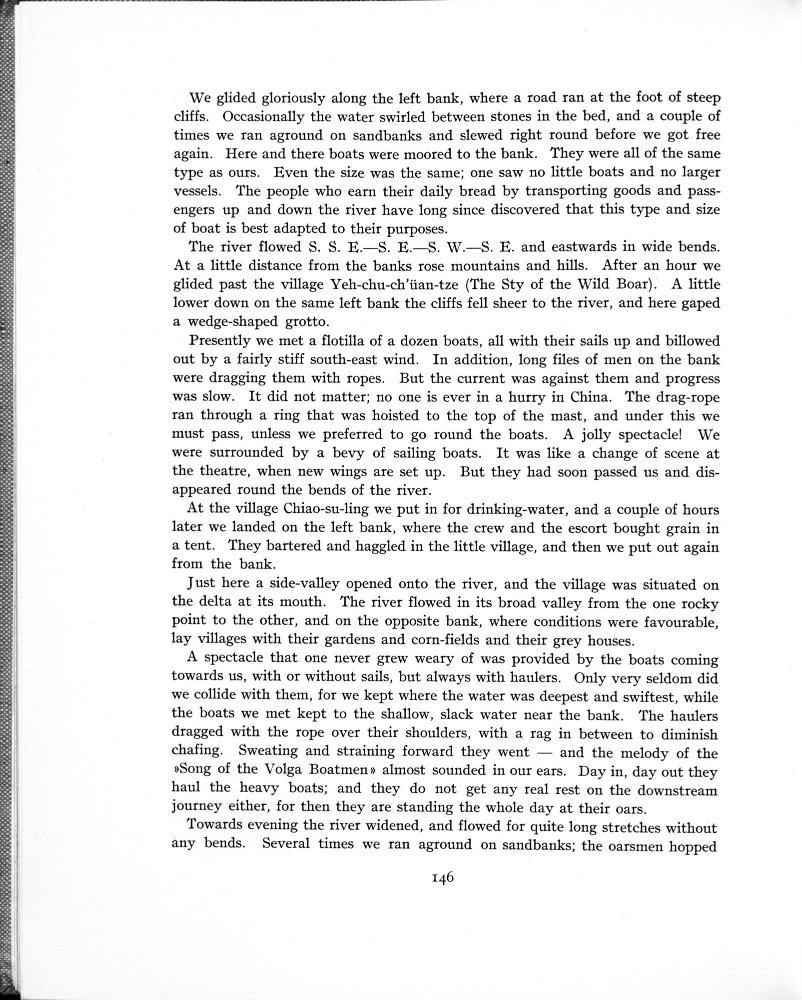 We glided gloriously along the left bank, where a road ran at the foot of steep
cliffs. Occasionally the water swirled between stones in the bed, and a couple of
times we ran aground on sandbanks and slewed right round before we got free
again. Here and there boats were moored to the bank. They were all of the same
type as ours. Even the size was the same; one saw no little boats and no larger
vessels. The people who earn their daily bread by transporting goods and pass-
engers up and down the river have long since discovered that this type and size
of boat is best adapted to their purposes.
The river flowed S. S. E.—S. E.—S. W.—S. E. and eastwards in wide bends.
At a little distance from the banks rose mountains and hills. After an hour we
glided past the village Yeh-chu-ch'üan-tze (The Sty of the Wild Boar). A little
lower down on the same left bank the cliffs fell sheer to the river, and here gaped
a wedge-shaped grotto.
Presently we met a flotilla of a dozen boats, all with their sails up and billowed
out by a fairly stiff south-east wind. In addition, long files of men on the bank
were dragging them with ropes. But the current was against them and progress
was slow. It did not matter; no one is ever in a hurry in China. The drag-rope
ran through a ring that was hoisted to the top of the mast, and under this we
must pass, unless we preferred to go round the boats. A jolly spectacle! We
were surrounded by a bevy of sailing boats. It was like a change of scene at
the theatre, when new wings are set up. But they had soon passed us and dis-
appeared round the bends of the river.
At the village Chiao-su-ling we put in for drinking-water, and a couple of hours
later we landed on the left bank, where the crew and the escort bought grain in
a tent. They bartered and haggled in the little village, and then we put out again
from the bank.
Just here a side-valley opened onto the river, and the village was situated on
the delta at its mouth. The river flowed in its broad valley from the one rocky
point to the other, and on the opposite bank, where conditions were favourable,
lay villages with their gardens and corn-fields and their grey houses.
A spectacle that one never grew weary of was provided by the boats coming
towards us, with or without sails, but always with haulers. Only very seldom did
we collide with them, for we kept where the water was deepest and swiftest, while
the boats we met kept to the shallow, slack water near the bank. The haulers
dragged with the rope over their shoulders, with a rag in between to diminish
chafing. Sweating and straining forward they went — and the melody of the
»Song of the Volga Boatmen» almost sounded in our ears. Day in, day out they
haul the heavy boats; and they do not get any real rest on the downstream
journey either, for then they are standing the whole day at their oars.
Towards evening the river widened, and flowed for quite long stretches without
any bends. Several times we ran aground on sandbanks; the oarsmen hopped
146